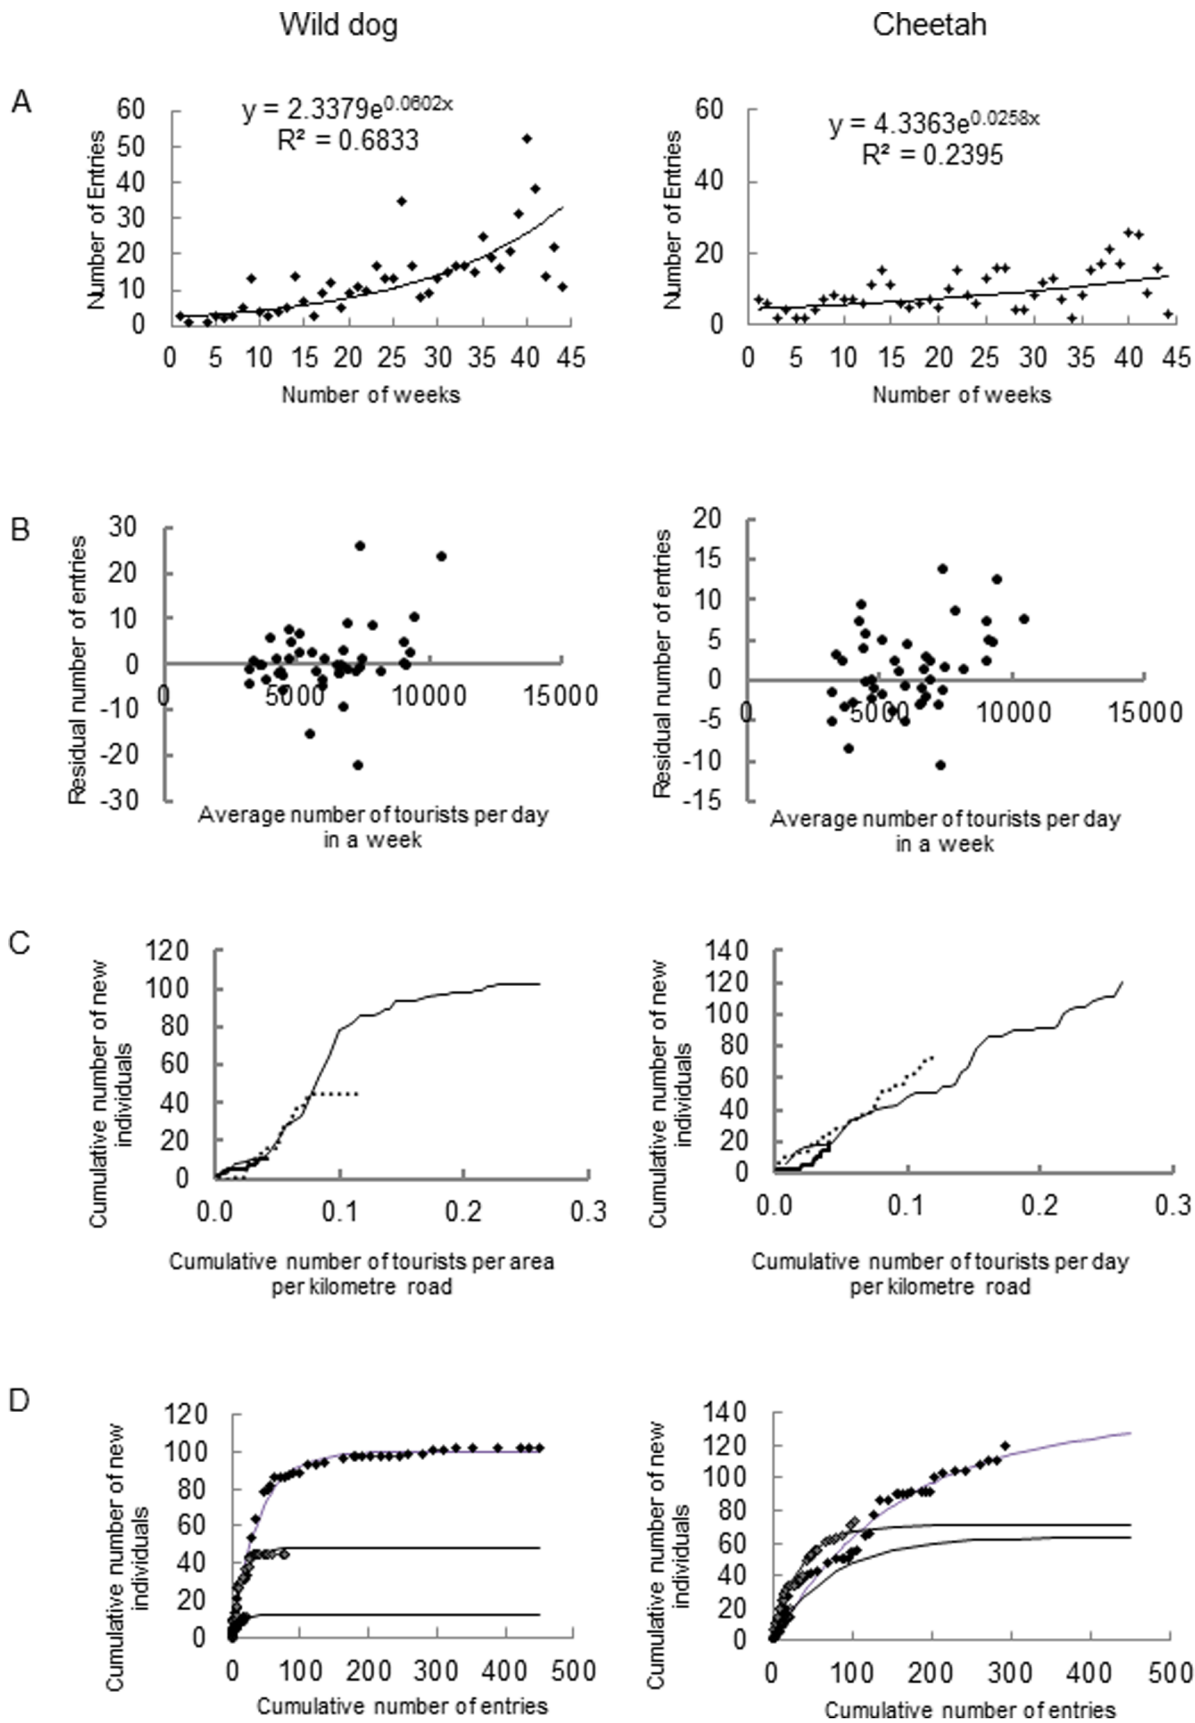 Wild dog
Cheetah
A
Number of Entries
60
50
40
30
20
10
0
y = 2.3379e^0.0602x
R² = 0.6833
0 5 10 15 20 25 30 35 40 45
Number of weeks
Number of Entries
60
40
20
0
y = 4.3363e^0.0258x
R² = 0.2395
0 5 10 15 20 25 30 35 40 45
Number of weeks
B
Residual number of entries
30
20
10
0
-10
-20
-30
0 5000 10000 15000
Average number of tourists per day
in a week
Residual number of entries
20
15
10
5
0
-5
-10
-15
0 5000 10000 15000
Average number of tourists per day
in a week
C
Cumulative number of new
individuals
120
100
80
60
40
20
0
0.0 0.1 0.2 0.3
Cumulative number of tourists per area
per kilometre road
Cumulative number of new
individuals
140
120
100
80
60
40
20
0
0.0 0.1 0.2 0.3
Cumulative number of tourists per day
per kilometre road
D
Cumulative number of new
individuals
120
100
80
60
40
20
0
0 100 200 300 400 500
Cumulative number of entries
Cumulative number of new
individuals
140
120
100
80
60
40
20
0
0 100 200 300 400 500
Cumulative number of entries